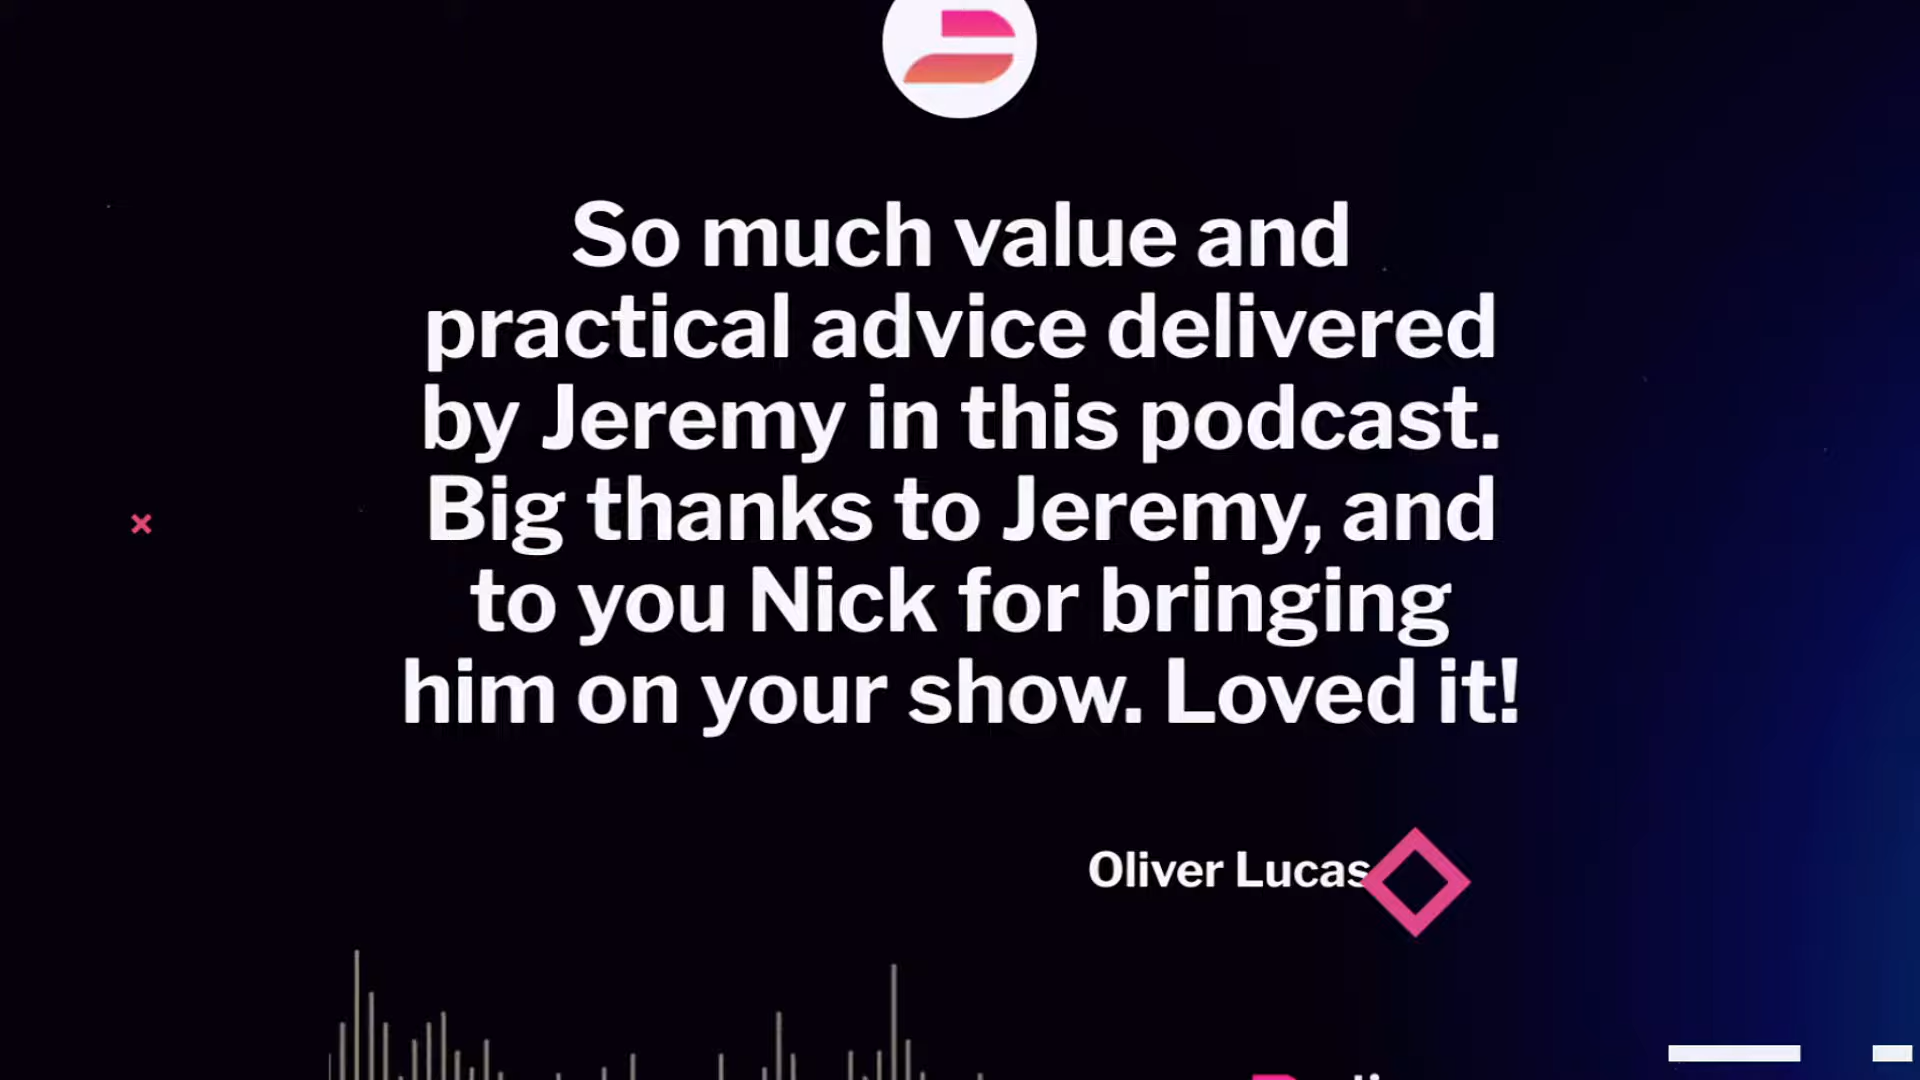 So much value and
practical advice delivered
by Jeremy in this podcast.
Big thanks to Jeremy, and
to you Nick for bringing
him on your show. Loved it!
Oliver Lucas